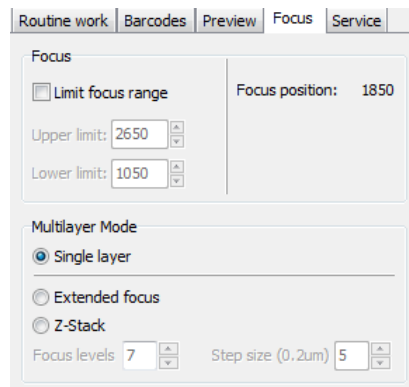 Routine work Barcodes Preview Focus Service
Focus
Limit focus range Focus position: 1850
Upper limit: 2650
Lower limit: 1050
Multilayer Mode
Single layer
Extended focus
Z-Stack
Focus levels 7 Step size (0.2um) 5